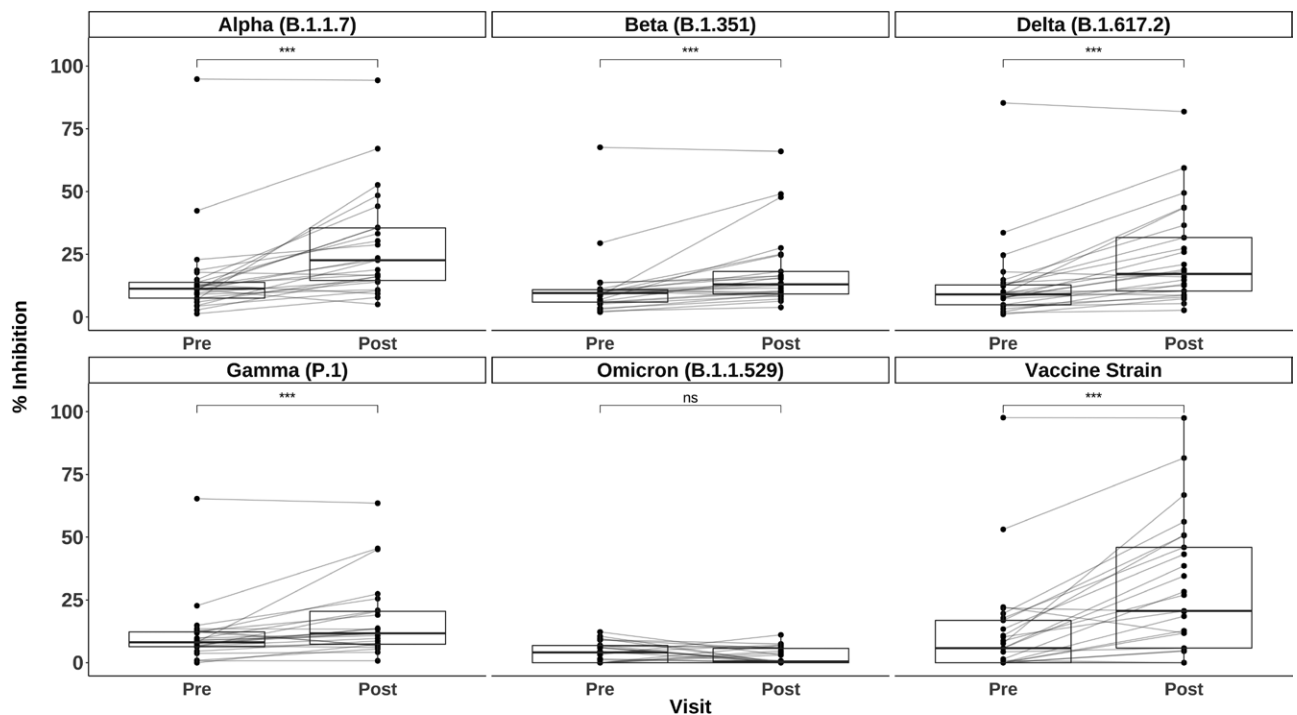 Alpha (B.1.1.7)
Beta (B.1.351)
Delta (B.1.617.2)
***
***
***
100
75
50
25
0
Pre
Post
Pre
Post
Pre
Post
% Inhibition
Gamma (P.1)
Omicron (B.1.1.529)
Vaccine Strain
***
ns
***
100
75
50
25
0
Pre
Post
Pre
Post
Pre
Post
Visit